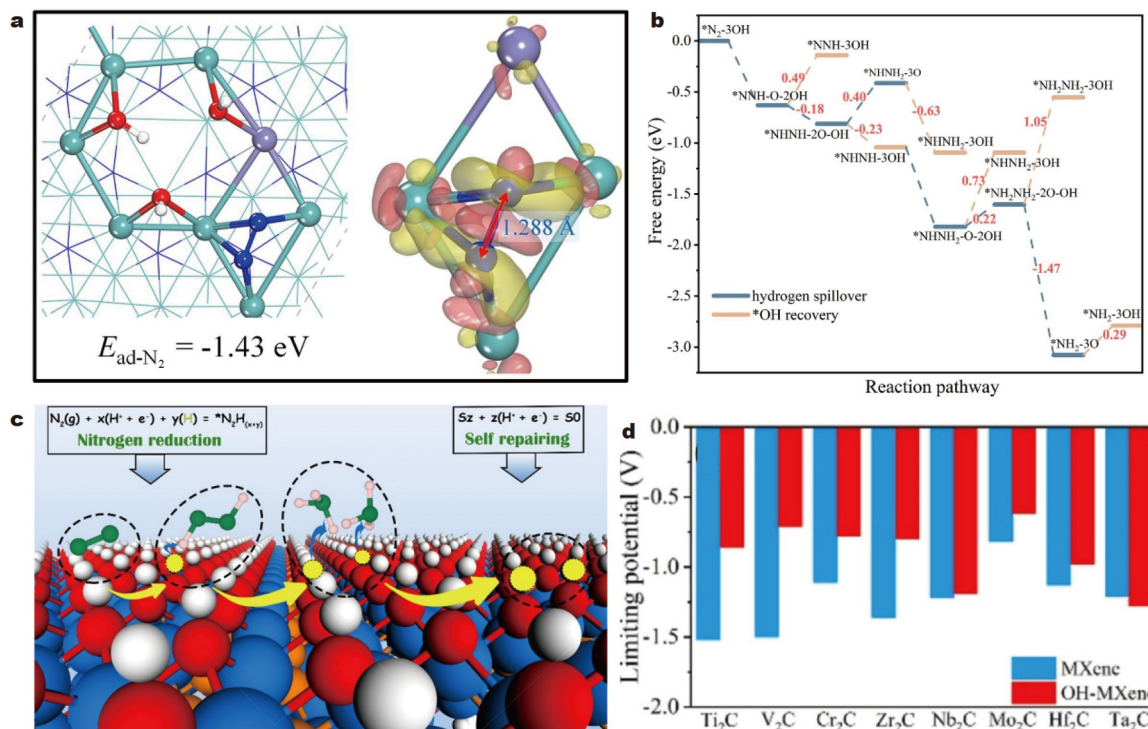 a
E_ad-N₂ = -1.43 eV
1.288 Å
b
Free energy (eV)
0.0
-0.5
-1.0
-1.5
-2.0
-2.5
-3.0
*N₂-3OH
*NNH-3OH
0.49
*NNH-O-2OH
-0.18
*NHNH-2O-OH
-0.23
*NHNH-3OH
0.40
*NHNH₂-3O
-0.63
*NHNH₂-3OH
*NHNH₂-O-2OH
0.73
0.22
*NHNH₂-3OH
*NH₂NH₂-2O-OH
1.05
*NH₂NH₂-3OH
-1.47
*NH₂-3O
0.29
*NH₂-3OH
hydrogen spillover
*OH recovery
Reaction pathway
c
N₂(g) + x(H⁺ + e⁻) + y(H) = *N₂H₍ₓ₊ᵧ₎
Nitrogen reduction
Sz + z(H⁺ + e⁻) = S0
Self repairing
d
Limiting potential (V)
0.0
-0.5
-1.0
-1.5
-2.0
MXene
OH-MXene
Ti₂C V₂C Cr₂C Zr₂C Nb₂C Mo₂C Hf₂C Ta₂C